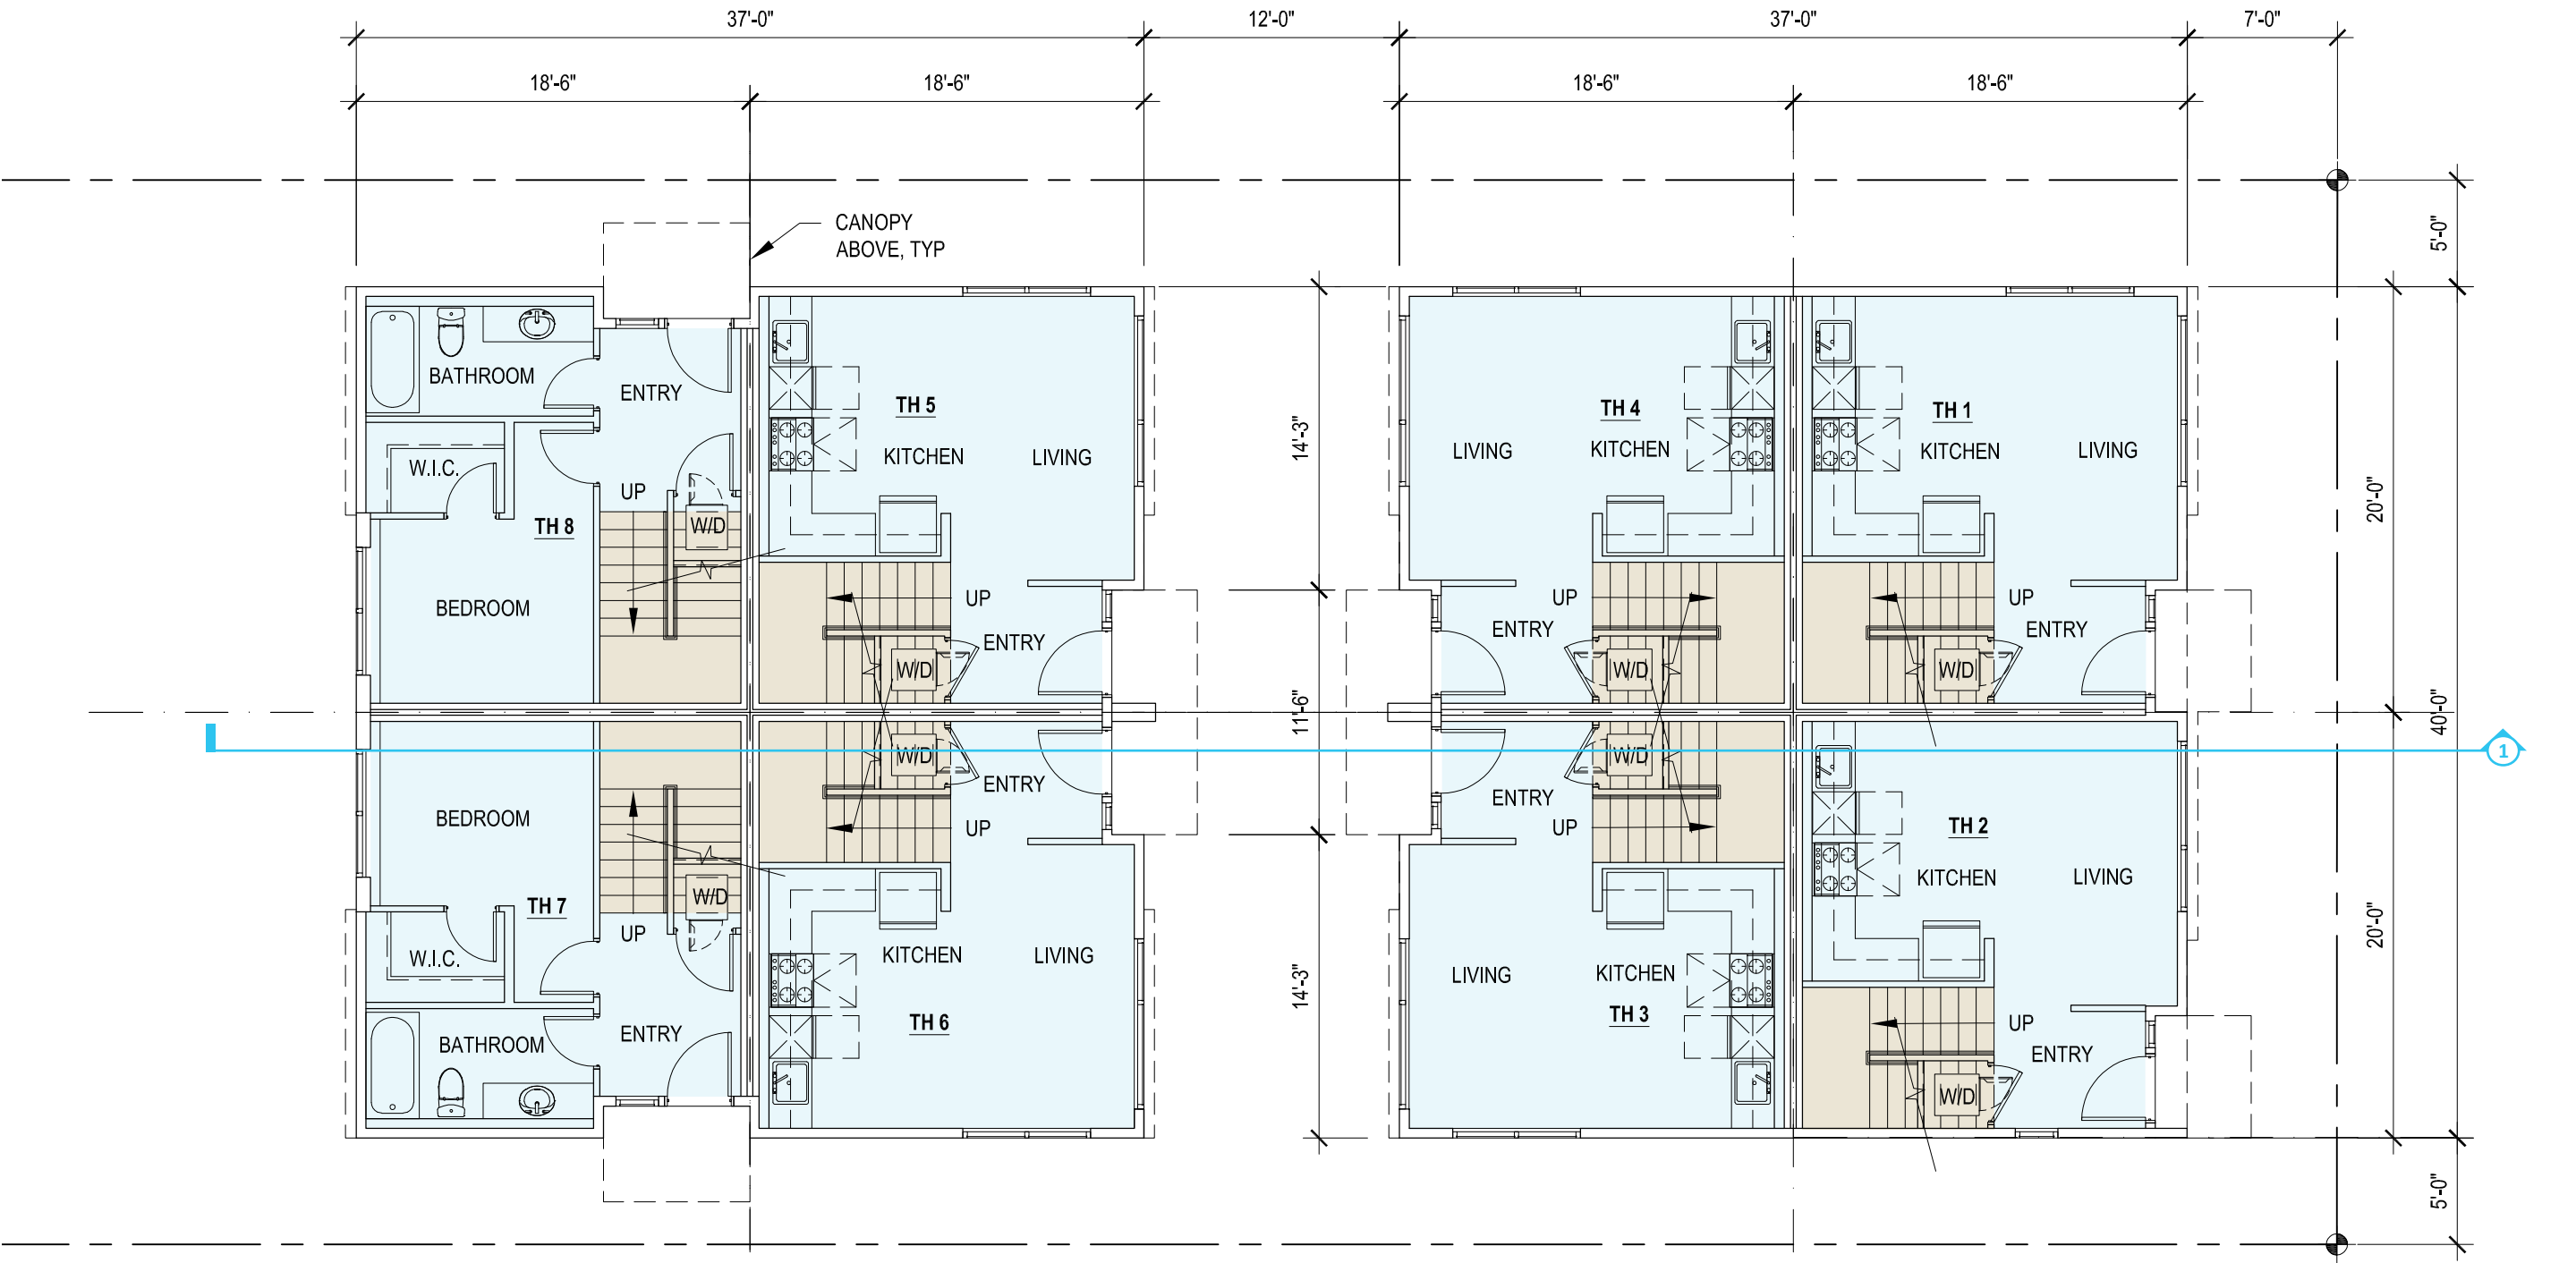 37'-0"
12'-0"
37'-0"
7'-0"
18'-6"
18'-6"
18'-6"
18'-6"
CANOPY
ABOVE, TYP
5'-0"
BATHROOM
ENTRY
TH 5
TH 4
TH 1
KITCHEN
LIVING
LIVING
KITCHEN
KITCHEN
LIVING
14'-3"
W.I.C.
UP
TH 8
W/D
20'-0"
BEDROOM
UP
UP
UP
ENTRY
ENTRY
ENTRY
W/D
W/D
W/D
11'-6"
40'-0"
W/D
W/D
1
ENTRY
ENTRY
BEDROOM
UP
UP
TH 2
KITCHEN
LIVING
TH 7
W/D
UP
20'-0"
W.I.C.
KITCHEN
LIVING
14'-3"
LIVING
KITCHEN
TH 6
TH 3
UP
ENTRY
BATHROOM
ENTRY
W/D
5'-0"